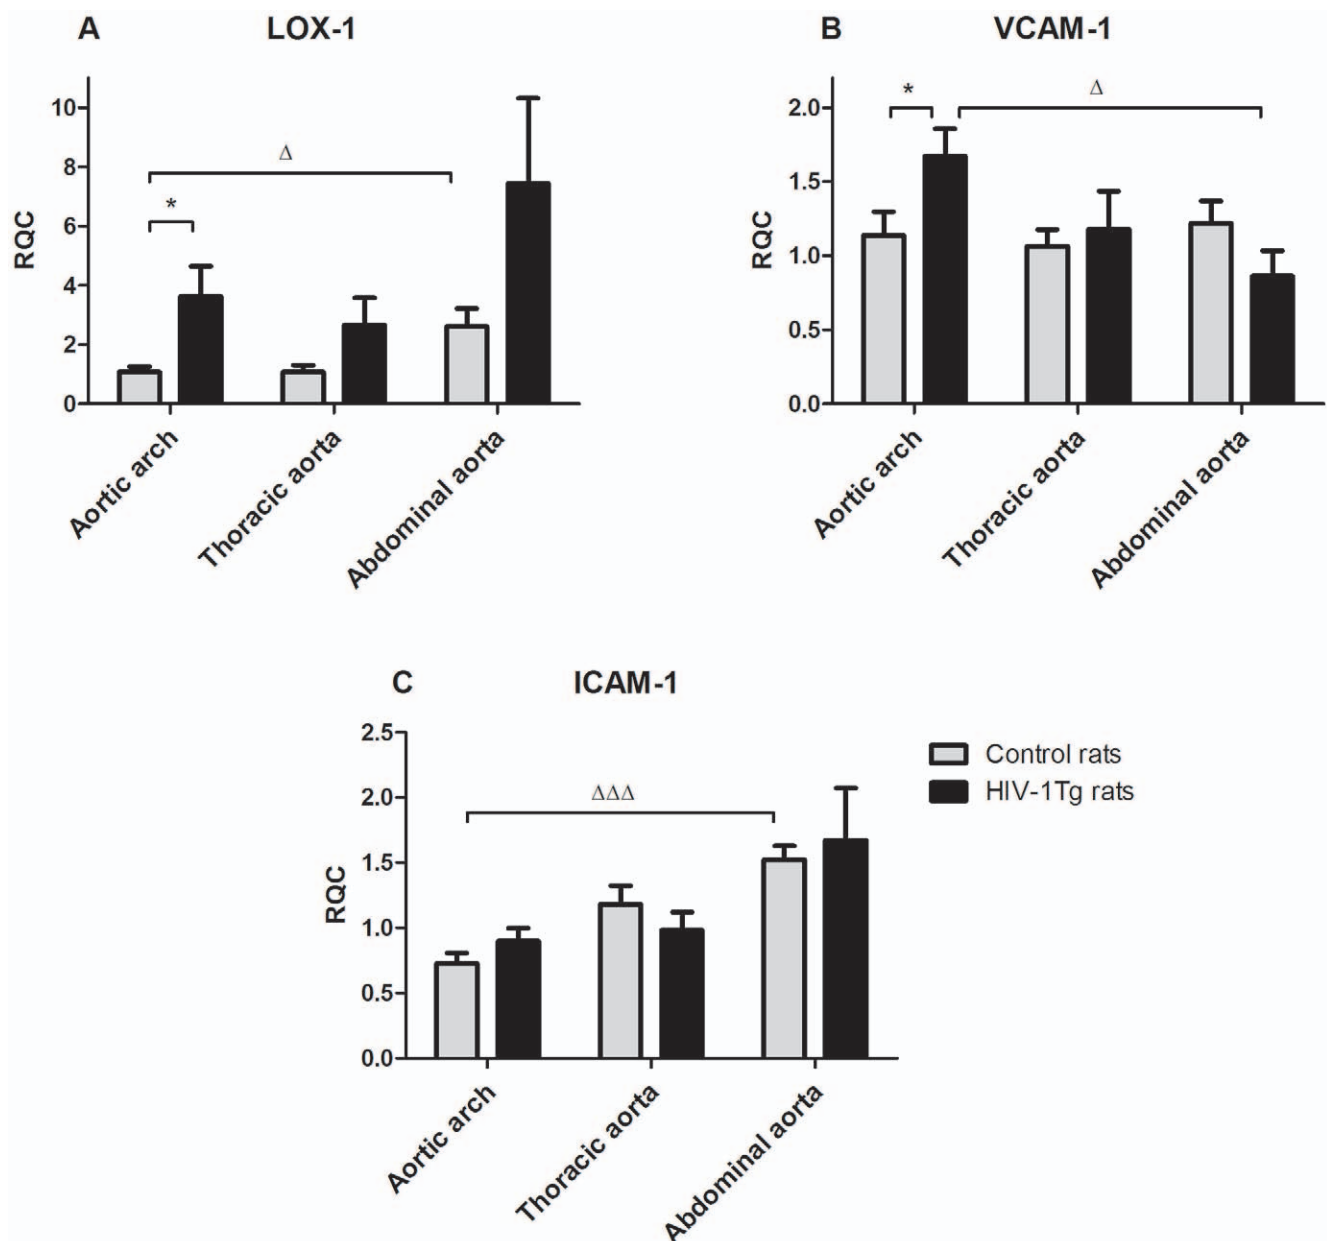 A LOX-1
RQC
10
8
6
4
2
0
Δ
*
Aortic arch
Thoracic aorta
Abdominal aorta
B VCAM-1
RQC
2.0
1.5
1.0
0.5
0.0
*
Δ
Aortic arch
Thoracic aorta
Abdominal aorta
C ICAM-1
RQC
2.5
2.0
1.5
1.0
0.5
0.0
ΔΔΔ
Aortic arch
Thoracic aorta
Abdominal aorta
Control rats
HIV-1Tg rats